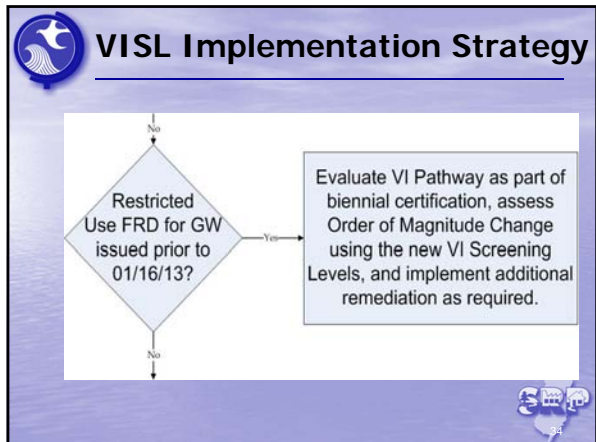 VISL Implementation Strategy
No
Restricted
Use FRD for GW
issued prior to
01/16/13?
Yes
Evaluate VI Pathway as part of
biennial certification, assess
Order of Magnitude Change
using the new VI Screening
Levels, and implement additional
remediation as required.
No
SRP
34